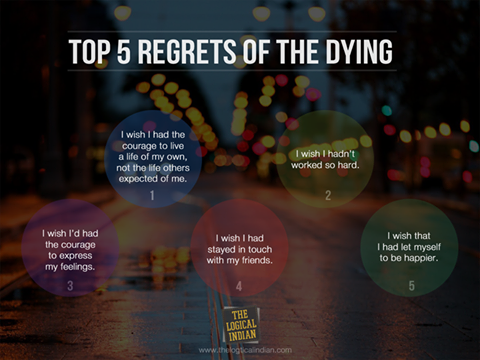 TOP 5 REGRETS OF THE DYING
I wish I had the
courage to live
a life of my own,
not the life others
expected of me.
1
I wish I hadn't
worked so hard.
2
I wish I'd had
the courage
to express
my feelings.
3
I wish I had
stayed in touch
with my friends.
4
I wish that
I had let myself
to be happier.
5
THE
LOGICAL
INDIAN
www.thelogicalindian.com